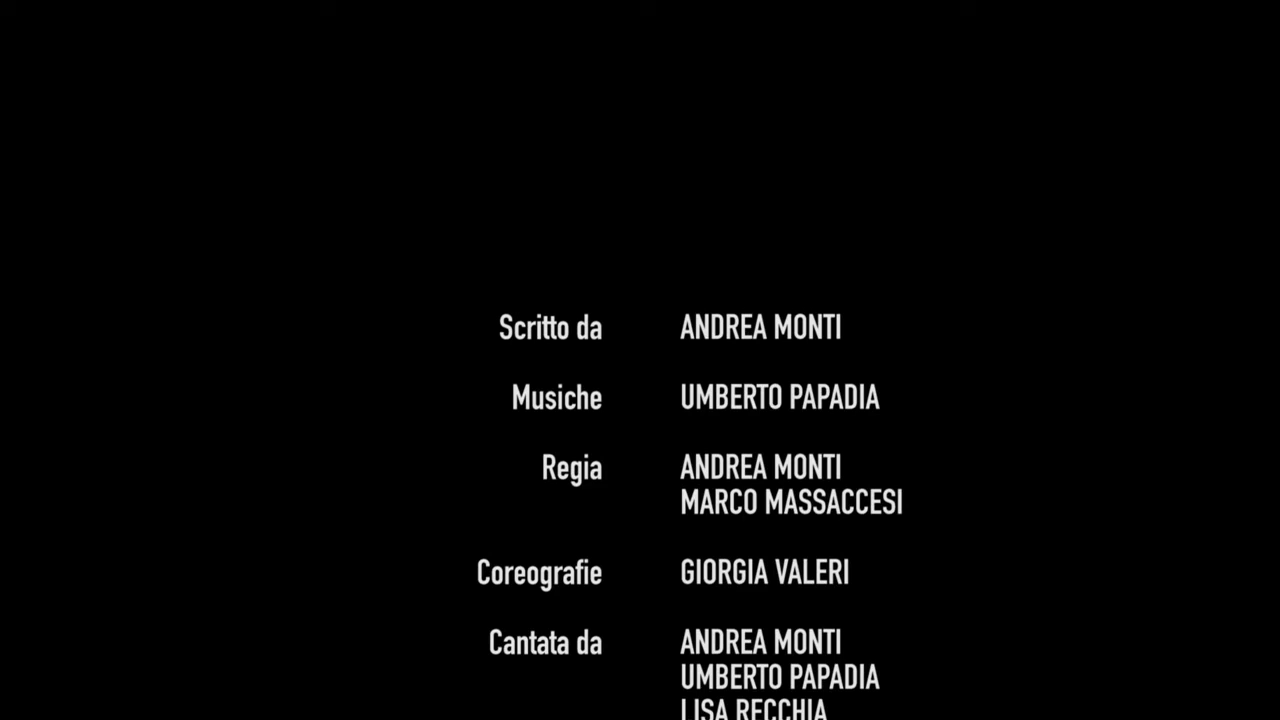 Scritto da ANDREA MONTI
Musiche UMBERTO PAPADIA
Regia ANDREA MONTI
MARCO MASSACCESI
Coreografie GIORGIA VALERI
Cantata da ANDREA MONTI
UMBERTO PAPADIA
LISA RECCHIA